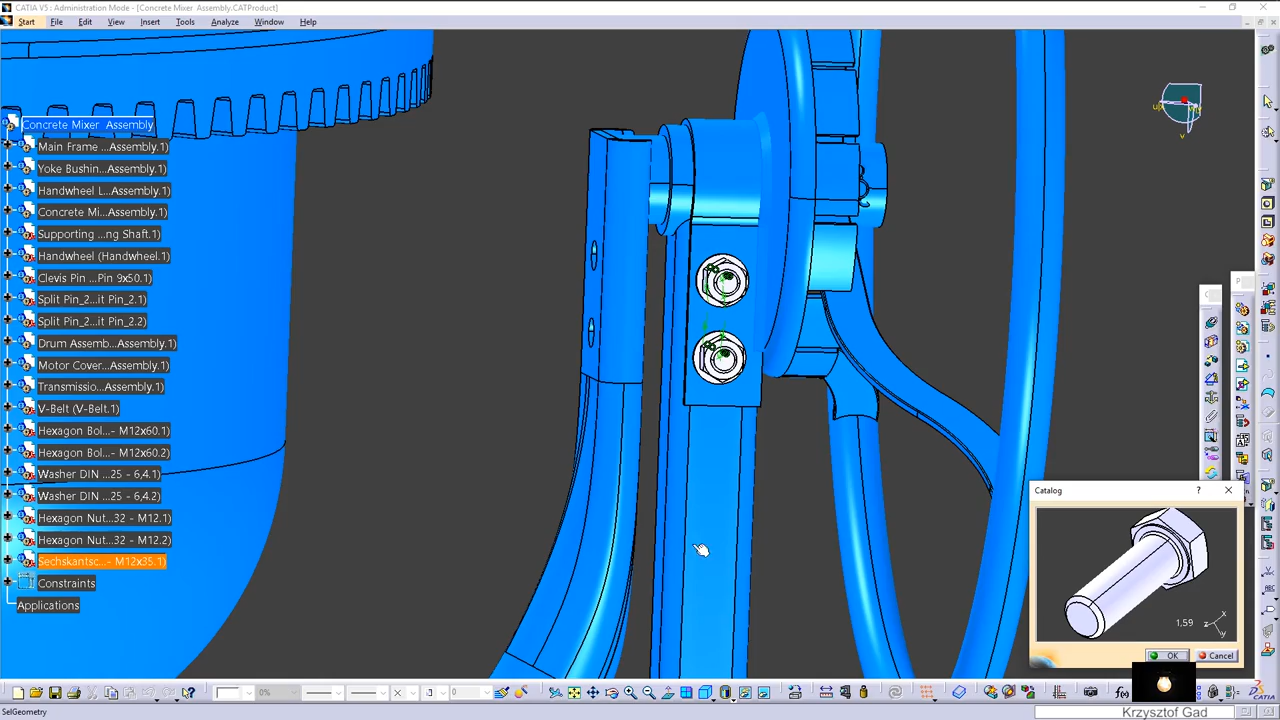 CATIA V5 : Administration Mode - [Concrete Mixer Assembly.CATProduct]
Start File Edit View Insert Tools Analyze Window Help
Concrete Mixer Assembly
Main Frame ...Assembly.1)
Yoke Bushin...Assembly.1)
Handwheel L...Assembly.1)
Concrete Mi...Assembly.1)
Supporting ...ng Shaft.1)
Handwheel (Handwheel.1)
Clevis Pin ...Pin 9x50.1)
Split Pin_2...it Pin_2.1)
Split Pin_2...it Pin_2.2)
Drum Assemb...Assembly.1)
Motor Cover...Assembly.1)
Transmissio...Assembly.1)
V-Belt (V-Belt.1)
Hexagon Bol...- M12x60.1)
Hexagon Bol...- M12x60.2)
Washer DIN ...25 - 6,4.1)
Washer DIN ...25 - 6,4.2)
Hexagon Nut...32 - M12.1)
Hexagon Nut...32 - M12.2)
Sechskantsc...- M12x35.1)
Constraints
Applications
Catalog ?
1.59 z x y
OK Cancel
0% 0
SelGeometry
Krzysztof Gad